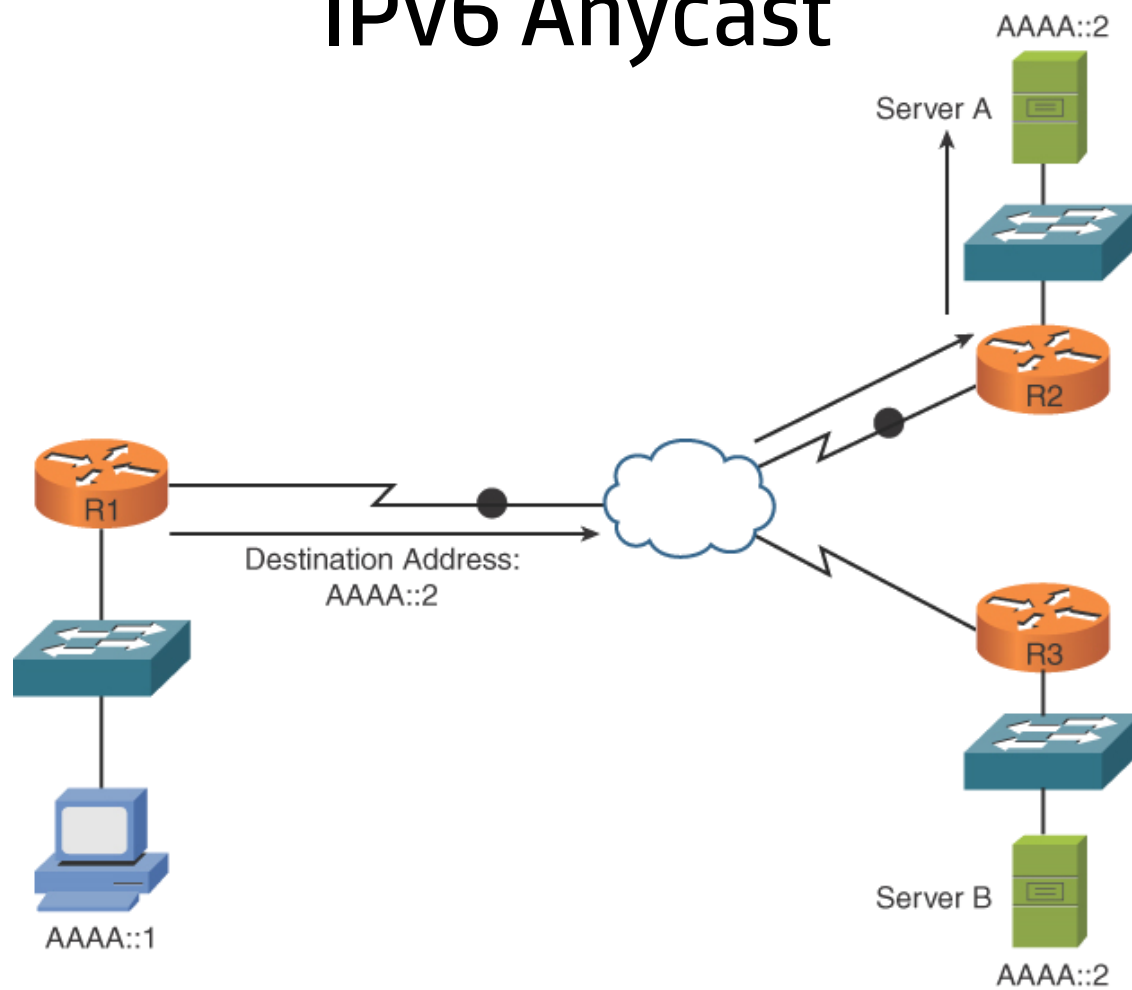 IPv6 Anycast
AAAA::2
Server A
R2
R1
Destination Address:
AAAA::2
R3
Server B
AAAA::1
AAAA::2